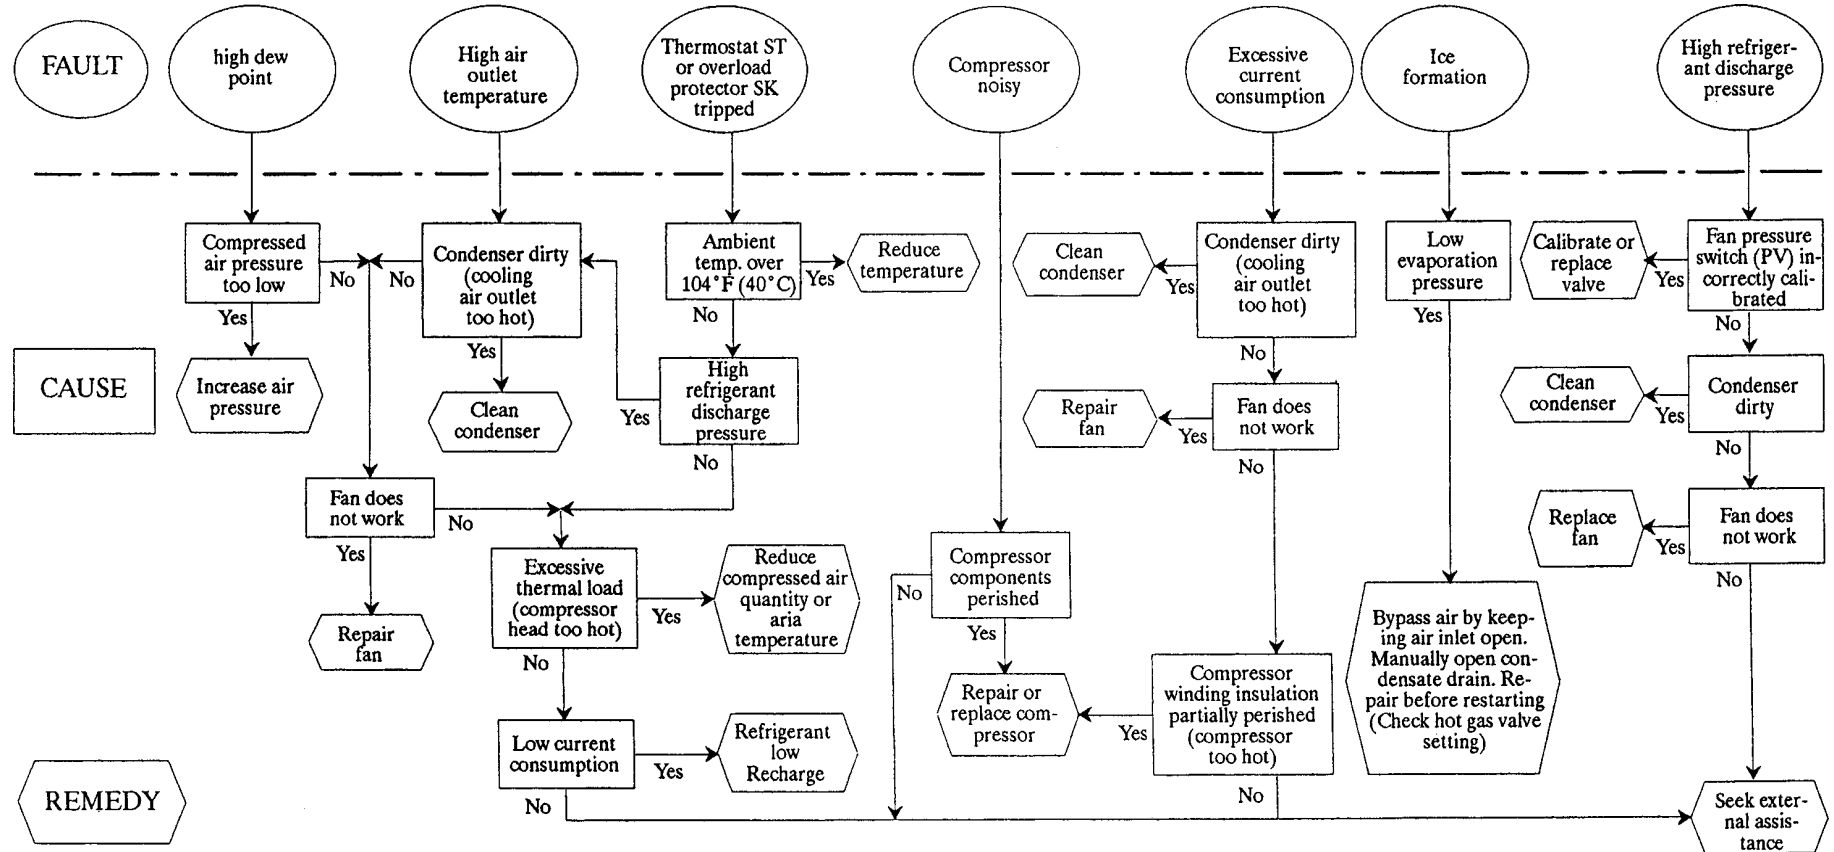 FAULT
high dew
point
High air
outlet
temperature
Thermostat ST
or overload
protector SK
tripped
Compressor
noisy
Excessive
current
consumption
Ice
formation
High refriger-
ant discharge
pressure
Compressed
air pressure
too low
No
No
Condenser dirty
(cooling
air outlet
too hot)
Ambient
temp. over
104°F (40°C)
Yes
Reduce
temperature
Clean
condenser
Yes
Condenser dirty
(cooling
air outlet
too hot)
Low
evaporation
pressure
Calibrate or
replace
valve
Yes
Fan pressure
switch (PV) in-
correctly cali-
brated
Yes
Yes
No
No
Yes
No
CAUSE
Increase air
pressure
Clean
condenser
Yes
High
refrigerant
discharge
pressure
Repair
fan
Yes
Fan does
not work
Clean
condenser
Yes
Condenser
dirty
No
No
No
Fan does
not work
No
Yes
Repair
fan
Excessive
thermal load
(compressor
head too hot)
Yes
Reduce
compressed air
quantity or
aria
temperature
No
Compressor
components
perished
Yes
Replace
fan
Yes
Fan does
not work
No
No
Bypass air by keep-
ing air inlet open.
Manually open con-
densate drain. Re-
pair before restarting
(Check hot gas valve
setting)
Repair or
replace com-
pressor
Yes
Compressor
winding insulation
partially perished
(compressor
too hot)
Low current
consumption
Yes
Refrigerant
low
Recharge
No
No
REMEDY
Seek exter-
nal assis-
tance